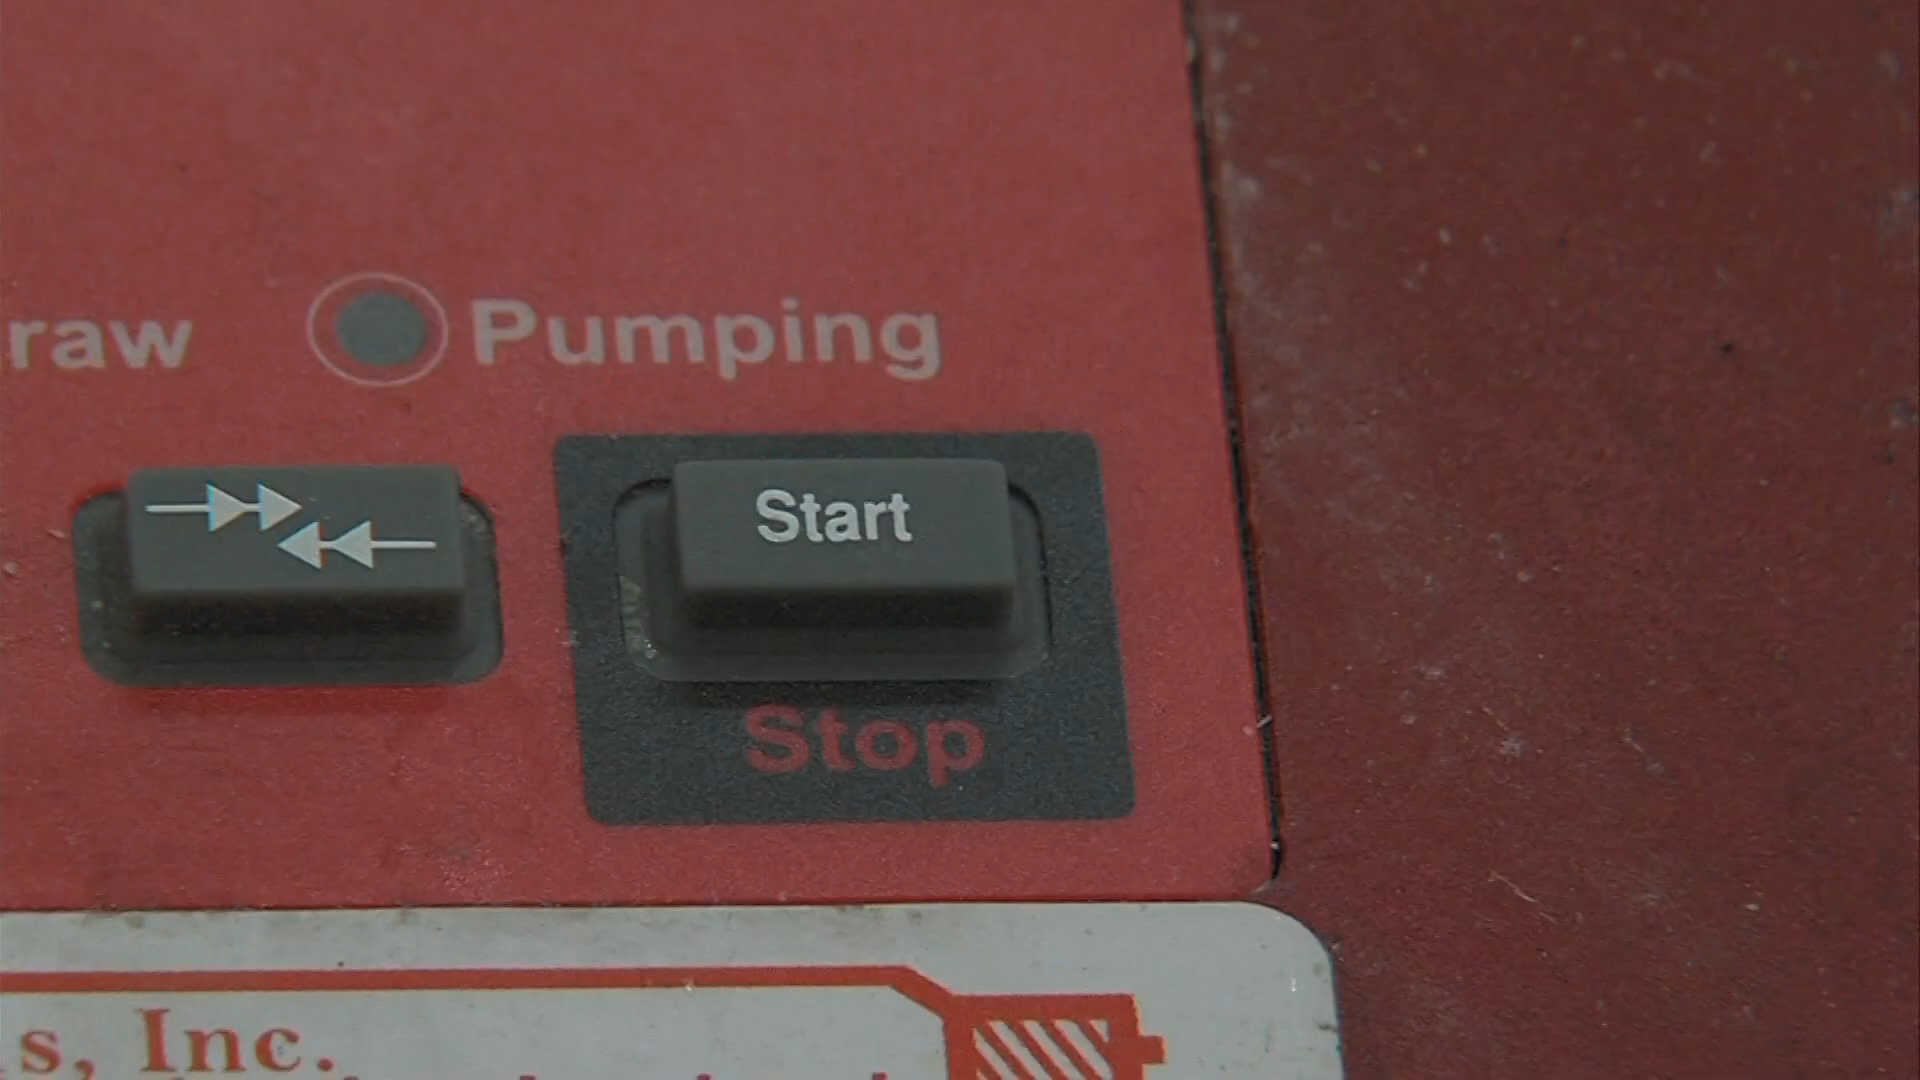 raw Pumping
Start
Stop
s, Inc.